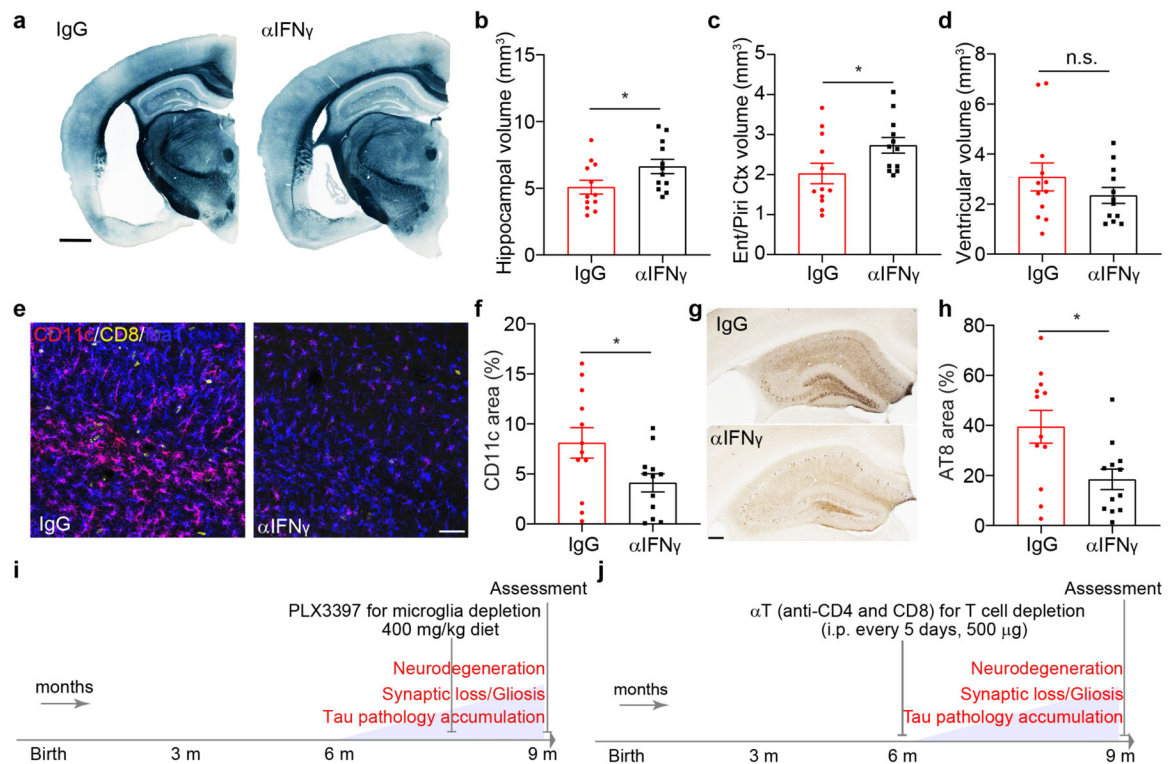 a
IgG
αIFNγ
b
Hippocampal volume (mm³)
15
10
5
0
*
IgG
αIFNγ
c
Ent/Piri Ctx volume (mm³)
5
4
3
2
1
0
*
IgG
αIFNγ
d
Ventricular volume (mm³)
8
6
4
2
0
n.s.
IgG
αIFNγ
e
CD11c/CD8/Iba1
IgG
αIFNγ
f
CD11c area (%)
20
15
10
5
0
*
IgG
αIFNγ
g
IgG
αIFNγ
h
AT8 area (%)
80
60
40
20
0
*
IgG
αIFNγ
i
Assessment
PLX3397 for microglia depletion
400 mg/kg diet
Neurodegeneration
months
Synaptic loss/Gliosis
Tau pathology accumulation
Birth
3 m
6 m
9 m
j
Assessment
αT (anti-CD4 and CD8) for T cell depletion
(i.p. every 5 days, 500 µg)
Neurodegeneration
months
Synaptic loss/Gliosis
Tau pathology accumulation
Birth
3 m
6 m
9 m